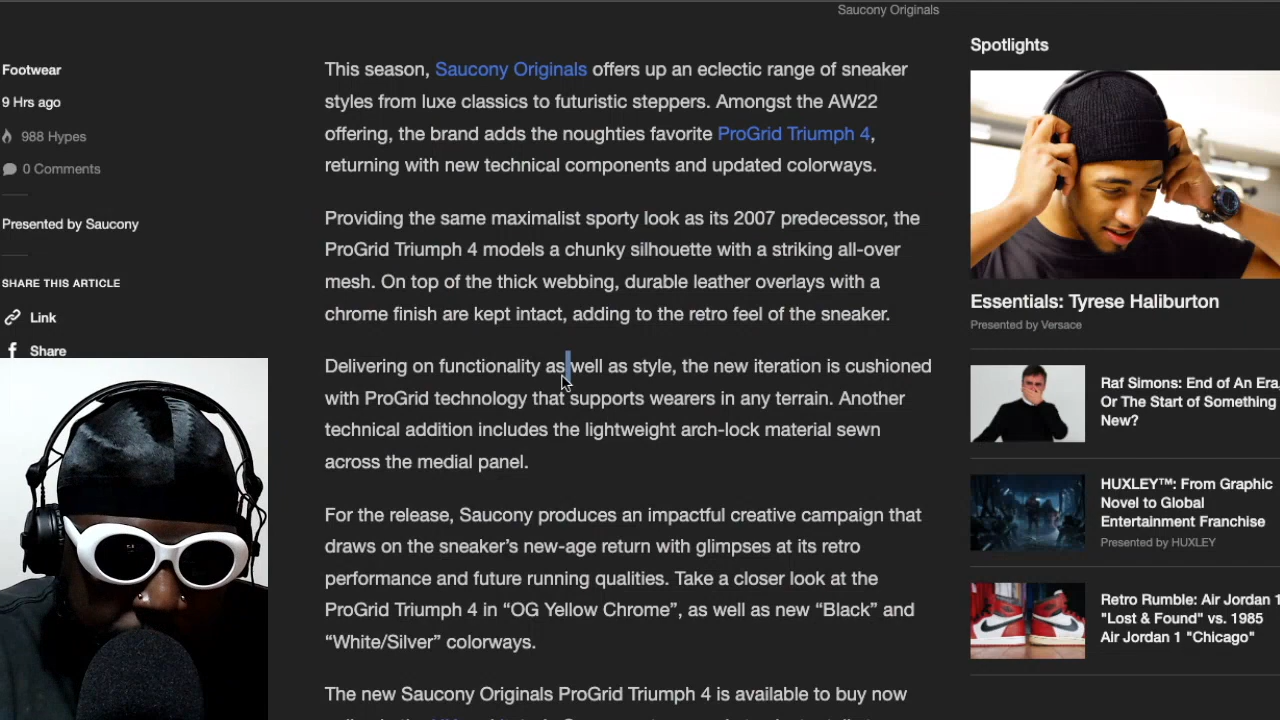 Saucony Originals
Footwear
9 Hrs ago
988 Hypes
0 Comments
Presented by Saucony
SHARE THIS ARTICLE
Link
Share
This season, Saucony Originals offers up an eclectic range of sneaker
styles from luxe classics to futuristic steppers. Amongst the AW22
offering, the brand adds the noughties favorite ProGrid Triumph 4,
returning with new technical components and updated colorways.
Providing the same maximalist sporty look as its 2007 predecessor, the
ProGrid Triumph 4 models a chunky silhouette with a striking all-over
mesh. On top of the thick webbing, durable leather overlays with a
chrome finish are kept intact, adding to the retro feel of the sneaker.
Delivering on functionality as well as style, the new iteration is cushioned
with ProGrid technology that supports wearers in any terrain. Another
technical addition includes the lightweight arch-lock material sewn
across the medial panel.
For the release, Saucony produces an impactful creative campaign that
draws on the sneaker’s new-age return with glimpses at its retro
performance and future running qualities. Take a closer look at the
ProGrid Triumph 4 in “OG Yellow Chrome”, as well as new “Black” and
“White/Silver” colorways.
The new Saucony Originals ProGrid Triumph 4 is available to buy now
Spotlights
Essentials: Tyrese Haliburton
Presented by Versace
Raf Simons: End of An Era
Or The Start of Something
New?
HUXLEY™: From Graphic
Novel to Global
Entertainment Franchise
Presented by HUXLEY
Retro Rumble: Air Jordan 1
"Lost & Found" vs. 1985
Air Jordan 1 "Chicago"